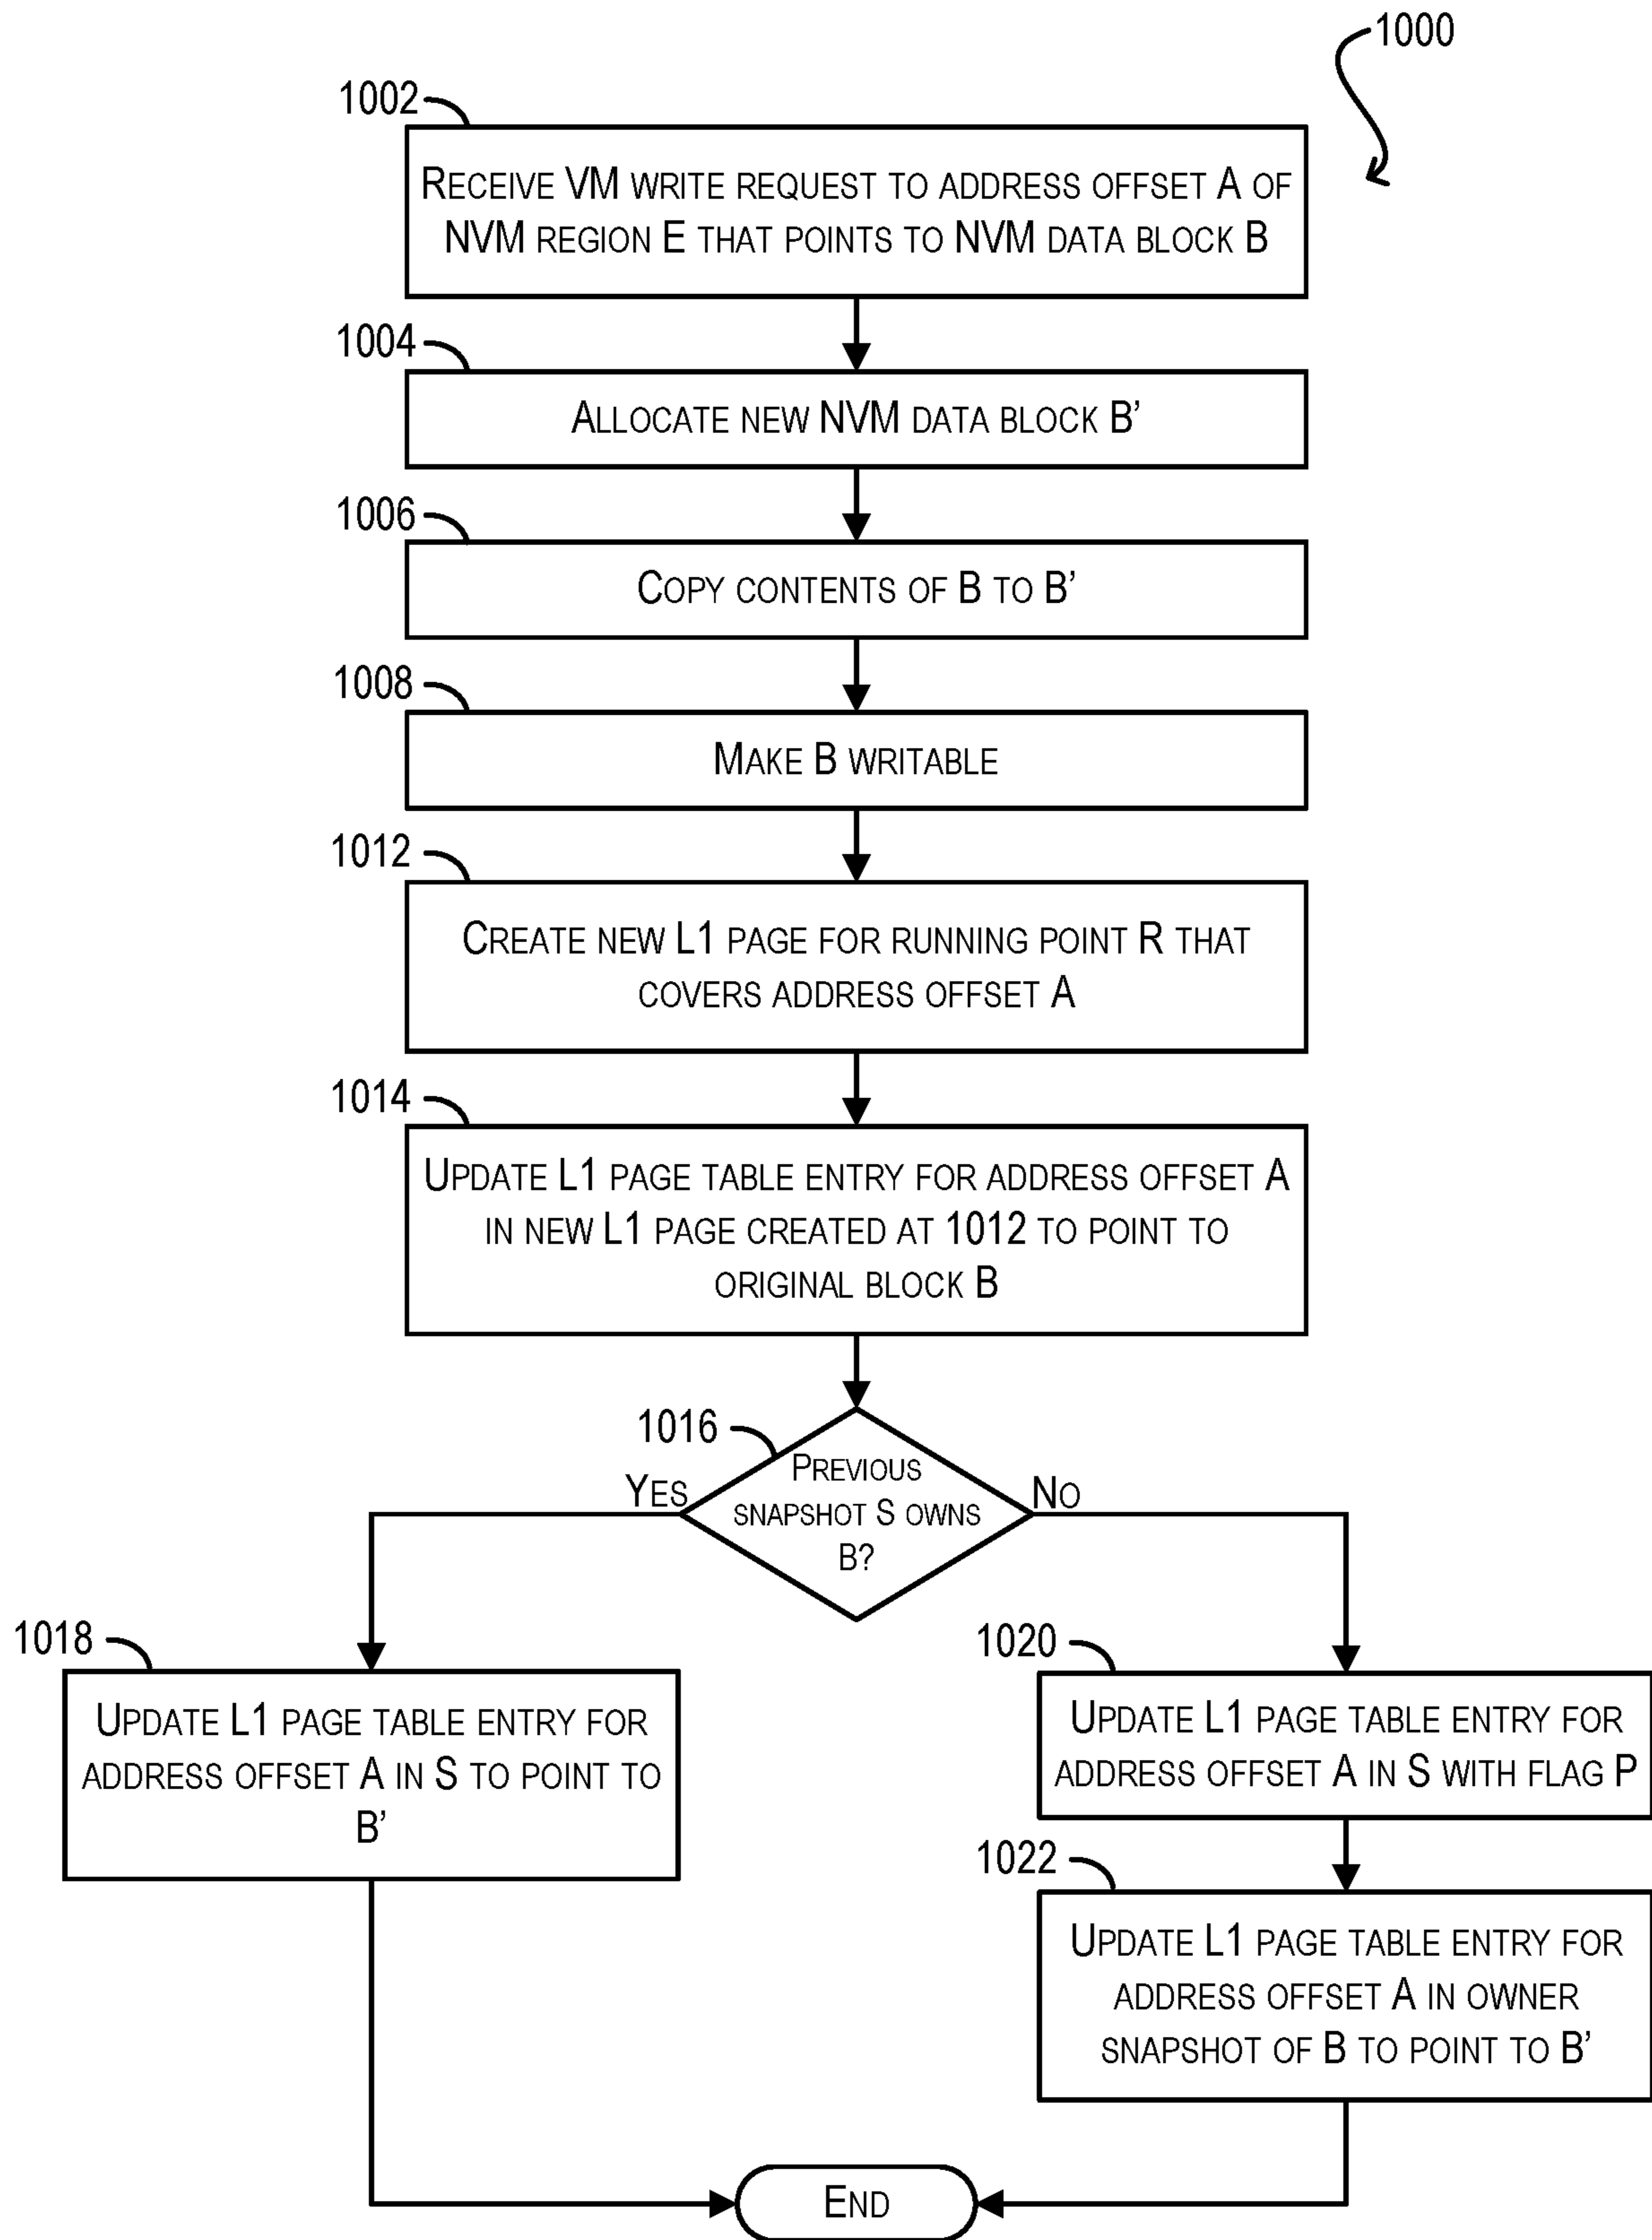 1000
1002
Receive VM write request to address offset A of
NVM region E that points to NVM data block B
1004
Allocate new NVM data block B'
1006
Copy contents of B to B'
1008
Make B writable
1012
Create new L1 page for running point R that
covers address offset A
1014
Update L1 page table entry for address offset A
in new L1 page created at 1012 to point to
original block B
1016
Previous
snapshot S owns
B?
Yes
No
1018
Update L1 page table entry for
address offset A in S to point to
B'
1020
Update L1 page table entry for
address offset A in S with flag P
1022
Update L1 page table entry for
address offset A in owner
snapshot of B to point to B'
End